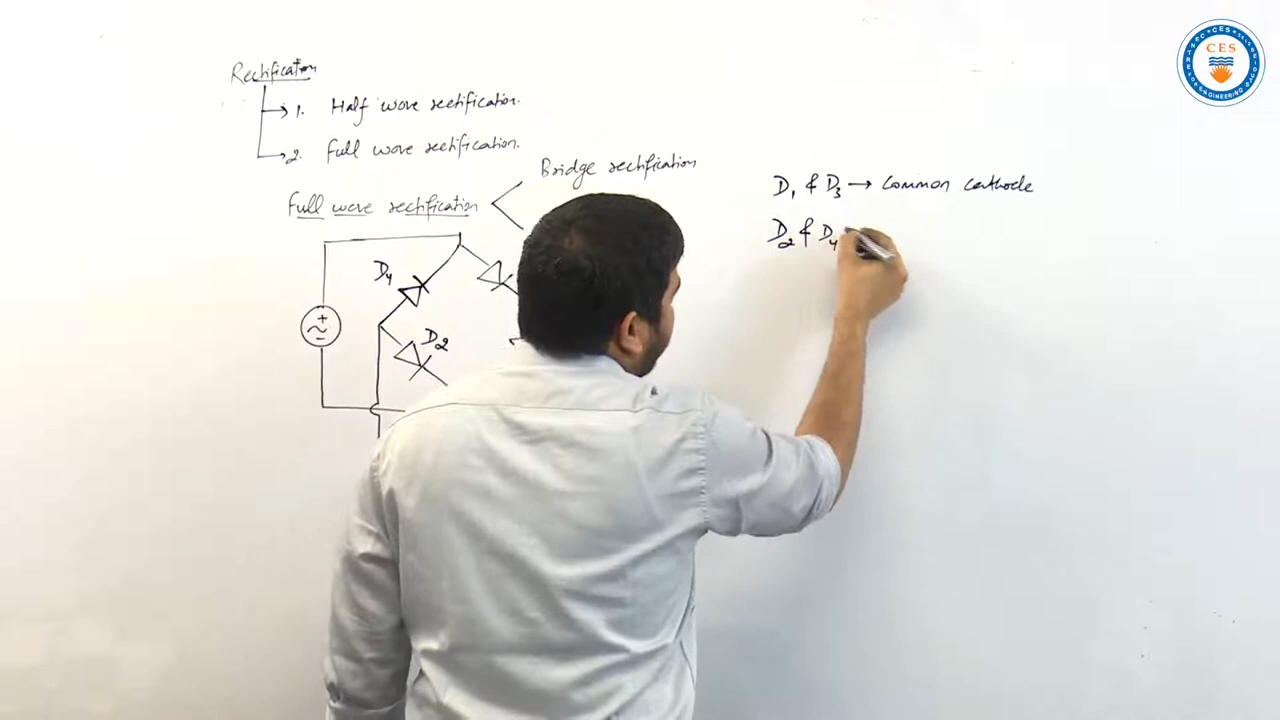 Rectification
1. Half wave rectification.
2. Full wave rectification.
Bridge rectification
Full wave rectification
D4
D2
+
-
D1 & D3 → Common cathode
D2 & D4
CES